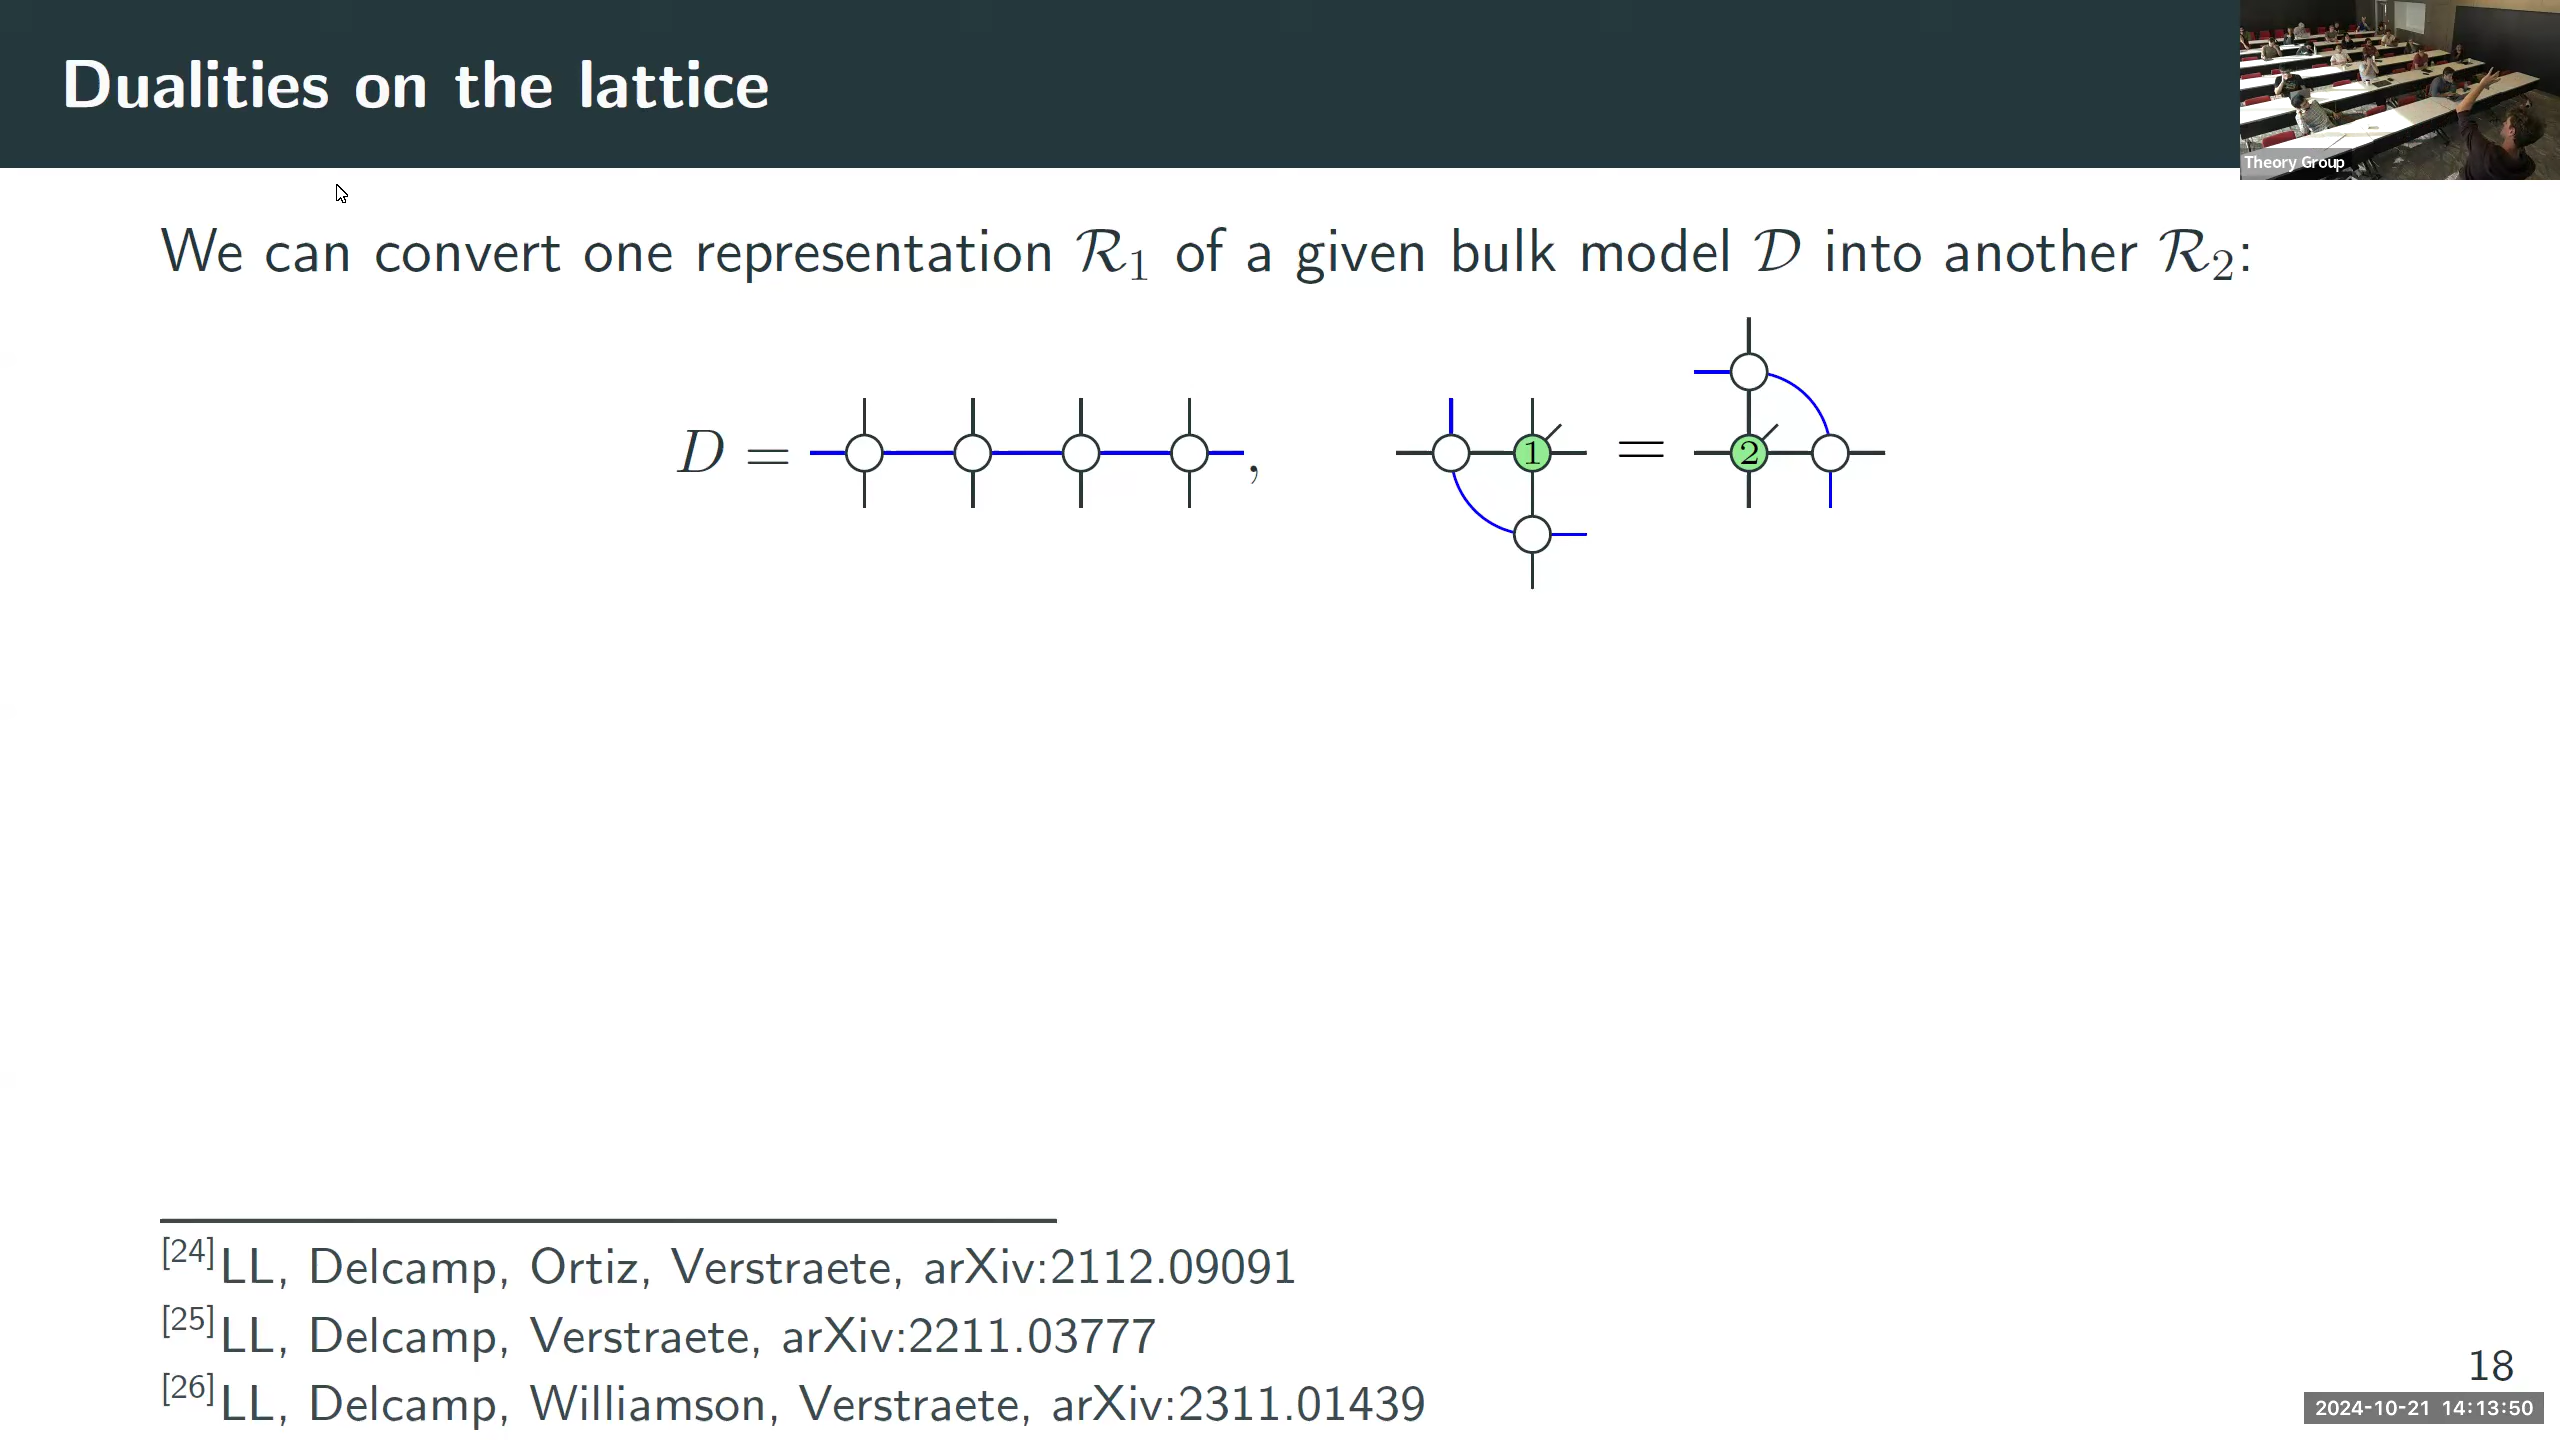 Dualities on the lattice
Theory Group
We can convert one representation ℛ₁ of a given bulk model 𝒟 into another ℛ₂:
D = , 1 = 2
[24]LL, Delcamp, Ortiz, Verstraete, arXiv:2112.09091
[25]LL, Delcamp, Verstraete, arXiv:2211.03777
[26]LL, Delcamp, Williamson, Verstraete, arXiv:2311.01439
18
2024-10-21 14:13:50